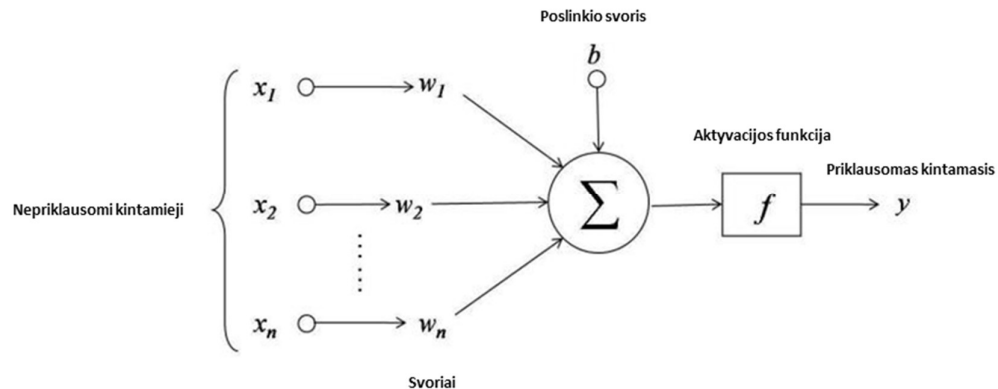 Poslinkio svoris
b
x₁ w₁
Aktyvacijos funkcija
Priklausomas kintamasis
Nepriklausomi kintamieji
x₂ w₂ Σ f y
xₙ wₙ
Svoriai